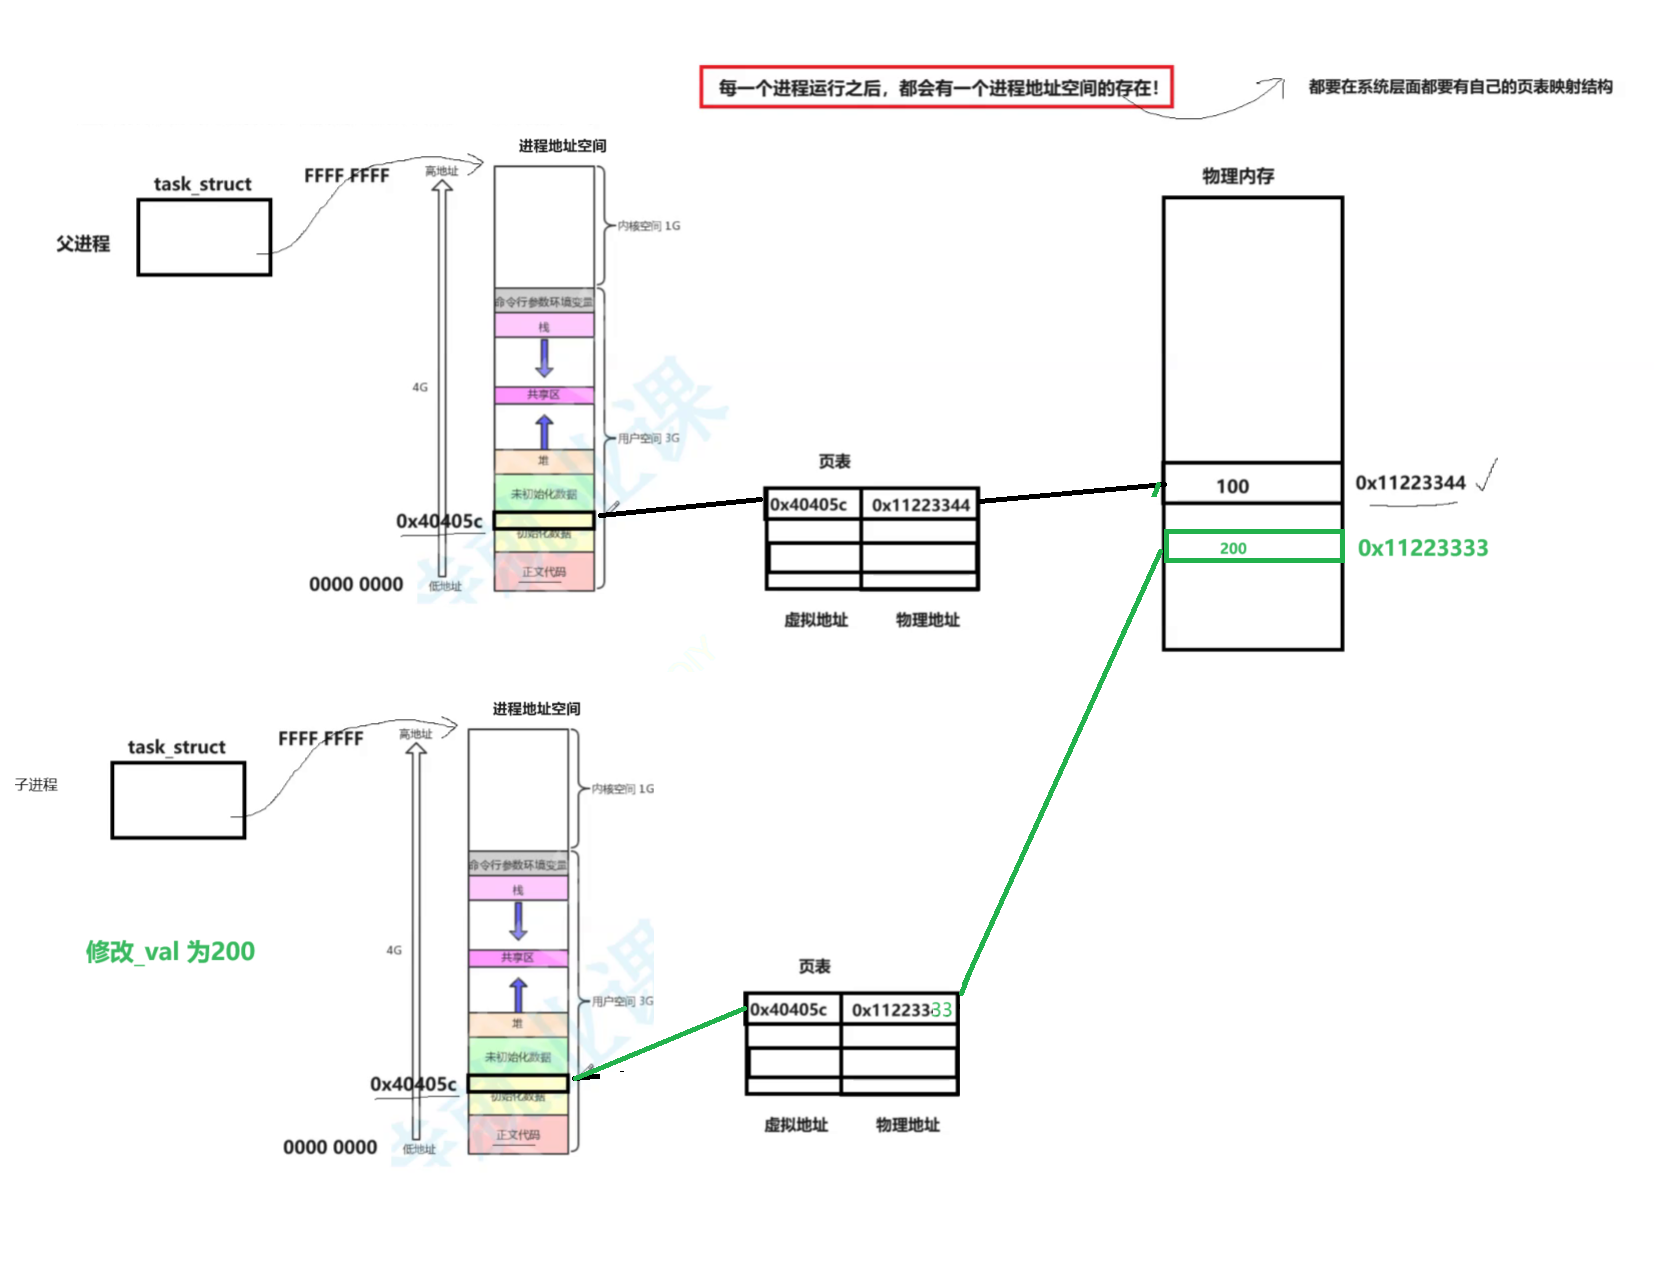 每一个进程运行之后，都会有一个进程地址空间的存在！
都要在系统层面都要有自己的页表映射结构
进程地址空间
task_struct
FFFF FFFF
高地址
父进程
内核空间 1G
命令行参数环境变量
栈
4G
共享区
用户空间 3G
堆
未初始化数据
0x40405c
初始化数据
正文代码
0000 0000
低地址
页表
0x40405c
0x11223344
虚拟地址
物理地址
物理内存
100
0x11223344
200
0x11223333
进程地址空间
task_struct
FFFF FFFF
高地址
子进程
内核空间 1G
命令行参数环境变量
栈
修改_val 为200
4G
共享区
用户空间 3G
堆
未初始化数据
0x40405c
初始化数据
正文代码
0000 0000
低地址
页表
0x40405c
0x11223333
虚拟地址
物理地址